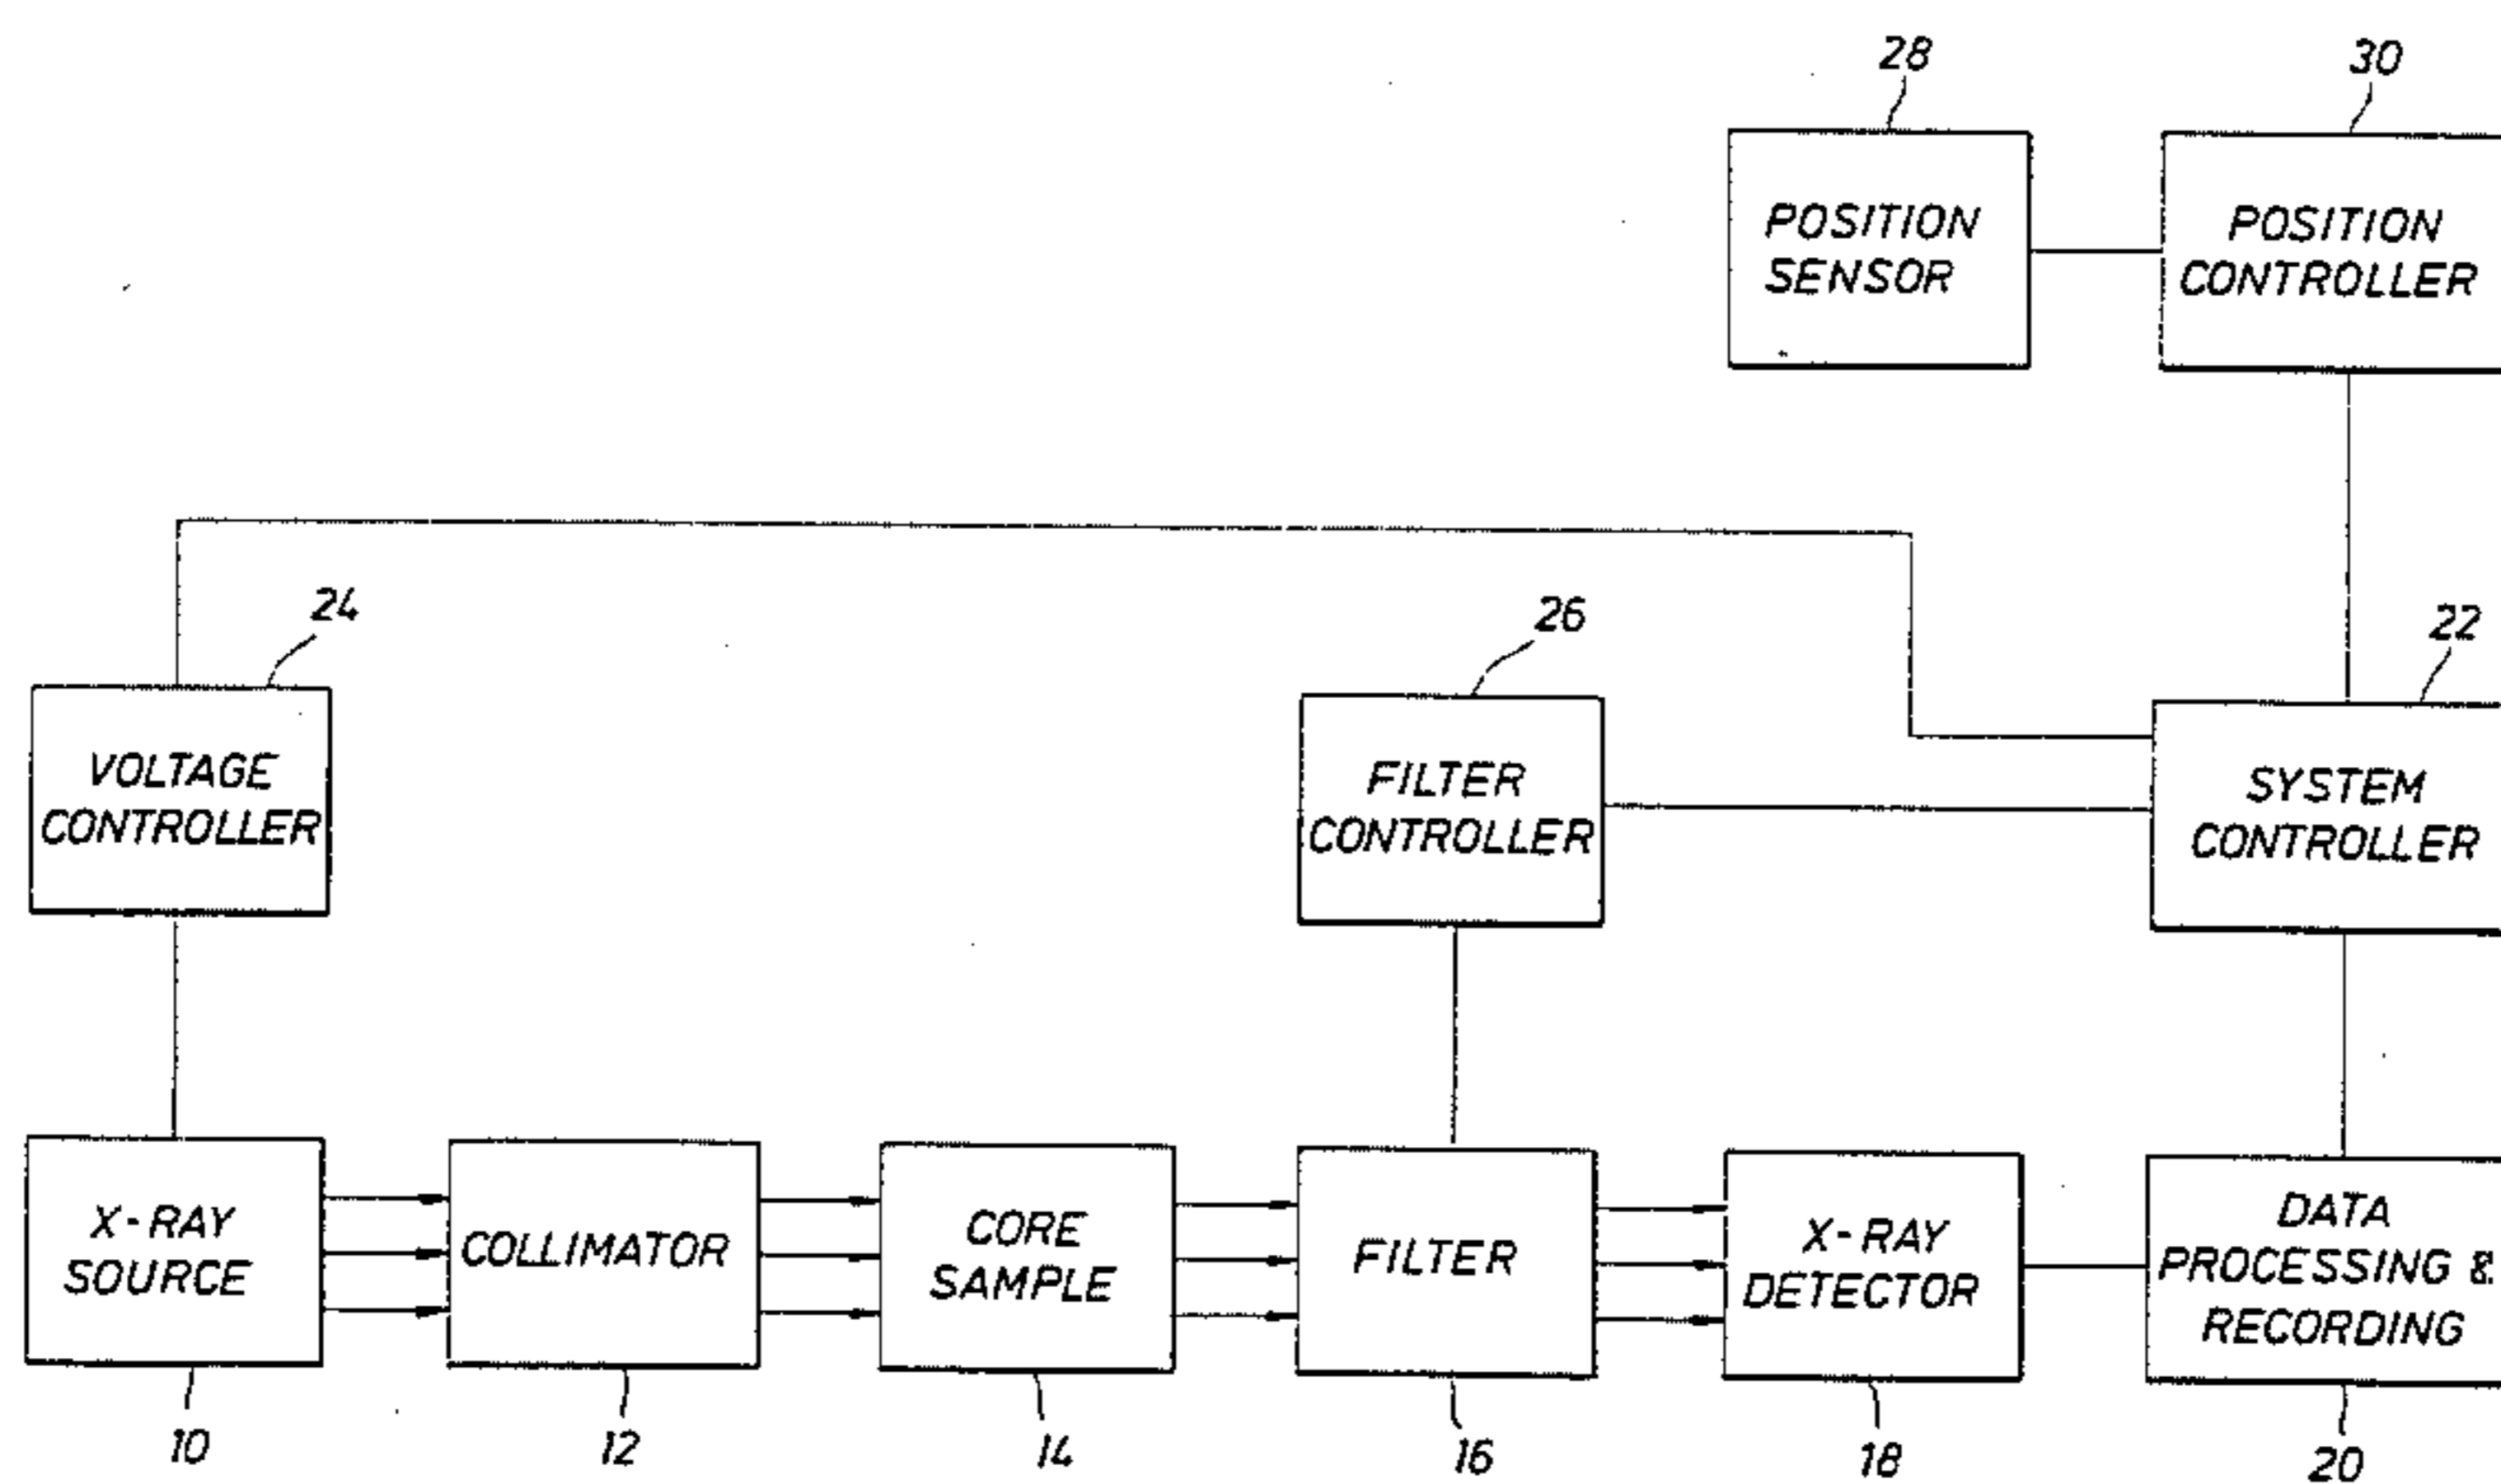 28
30
POSITION
SENSOR
POSITION
CONTROLLER
24
26
22
VOLTAGE
CONTROLLER
FILTER
CONTROLLER
SYSTEM
CONTROLLER
X-RAY
SOURCE
COLLIMATOR
CORE
SAMPLE
FILTER
X-RAY
DETECTOR
DATA
PROCESSING &
RECORDING
10
12
14
16
18
20